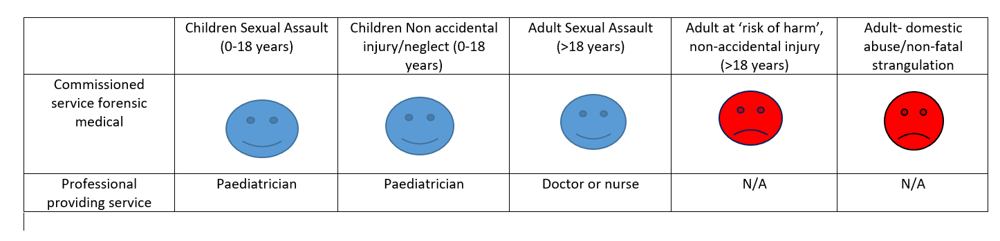 Children Sexual Assault
(0-18 years)
Children Non accidental
injury/neglect (0-18
years)
Adult Sexual Assault
(>18 years)
Adult at ‘risk of harm’,
non-accidental injury
(>18 years)
Adult- domestic
abuse/non-fatal
strangulation
Commissioned
service forensic
medical
Professional
providing service
Paediatrician
Paediatrician
Doctor or nurse
N/A
N/A